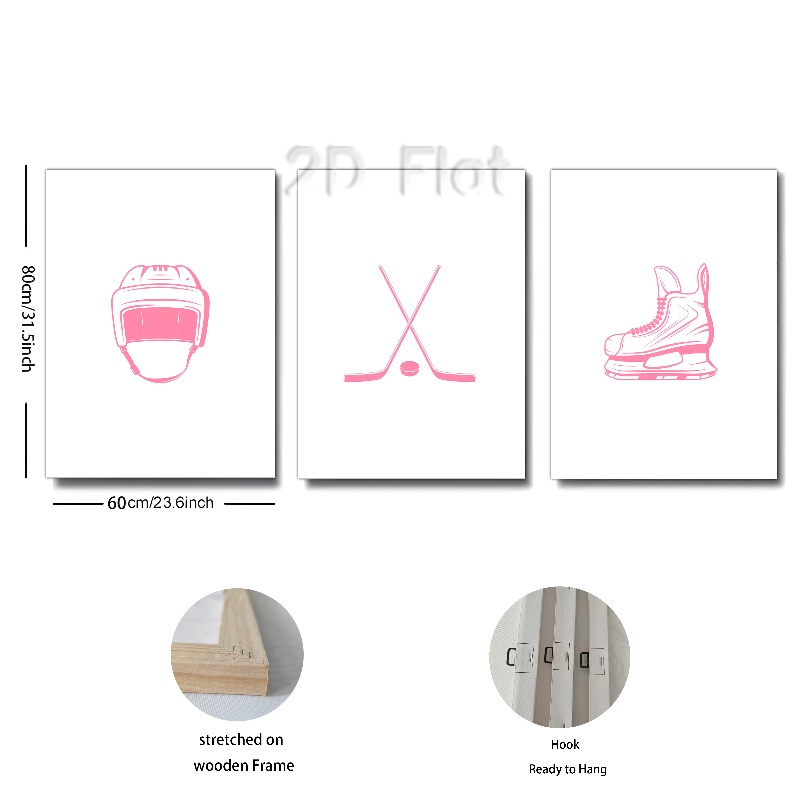 2D Flat
80cm/31.5inch
60cm/23.6inch
stretched on
wooden Frame
Hook
Ready to Hang